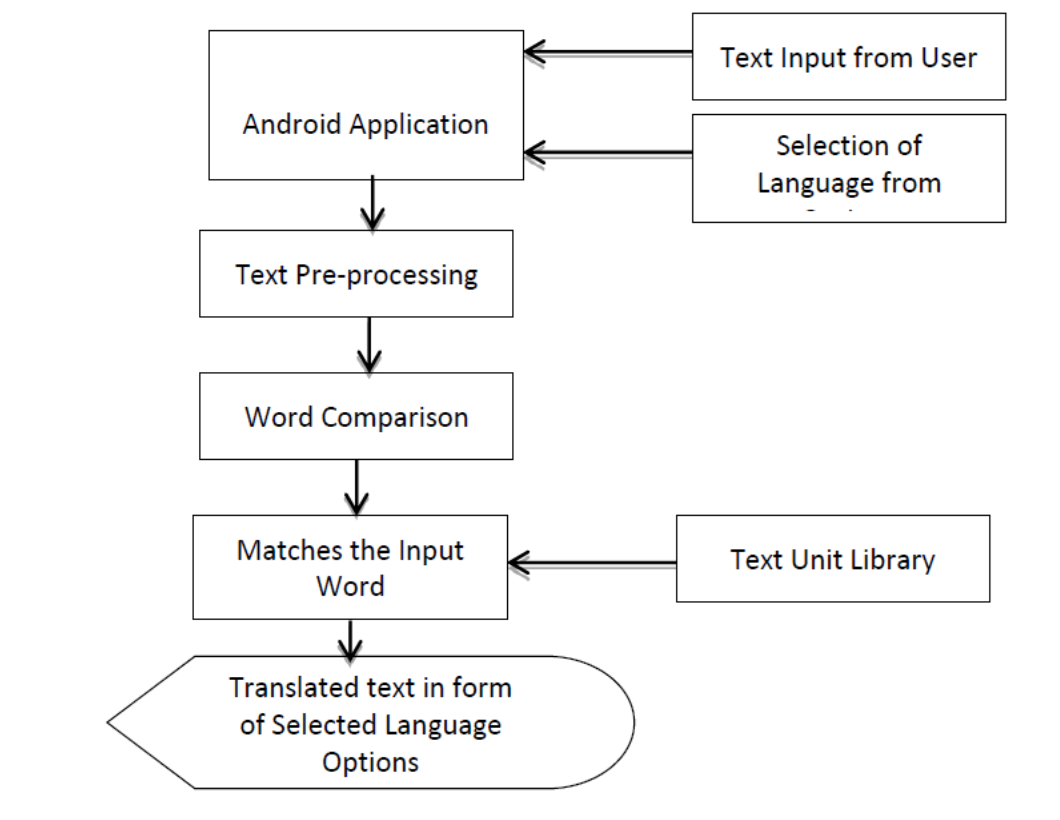 Text Input from User
Android Application
Selection of
Language from
Text Pre-processing
Word Comparison
Matches the Input
Word
Text Unit Library
Translated text in form
of Selected Language
Options